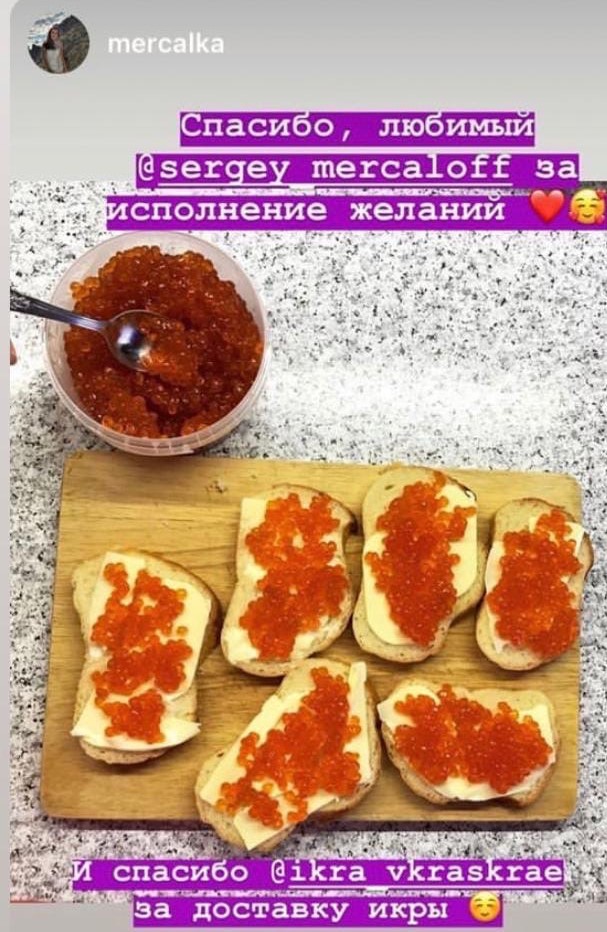 mercalka
Спасибо, любимый
@sergey_mercaloff за
исполнение желаний ❤️🥰
И спасибо @ikra_vkraskrae
за доставку икры ☺️